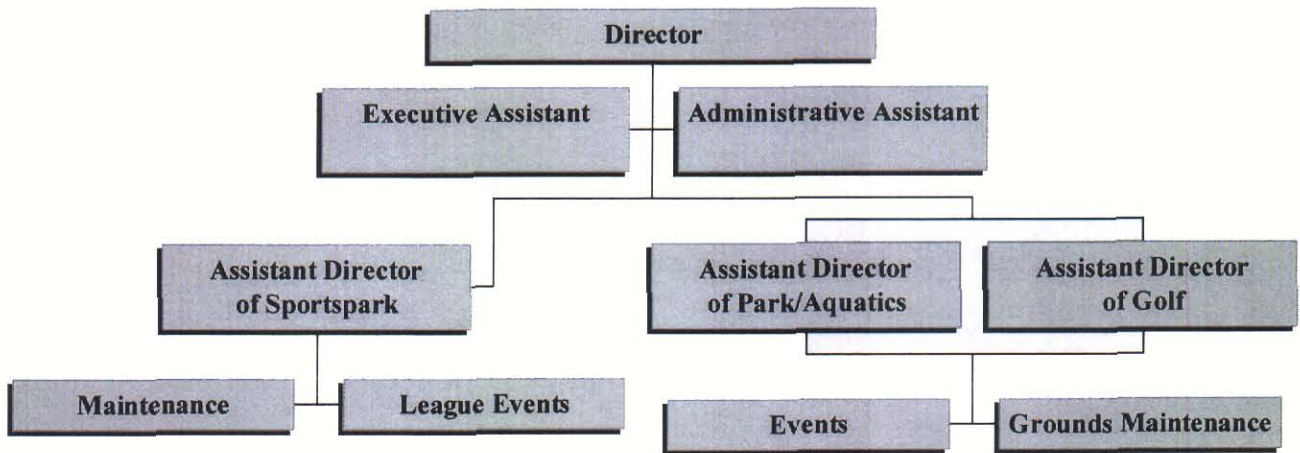 Director
Executive Assistant
Administrative Assistant
Assistant Director
of Sportspark
Assistant Director
of Park/Aquatics
Assistant Director
of Golf
Maintenance
League Events
Events
Grounds Maintenance